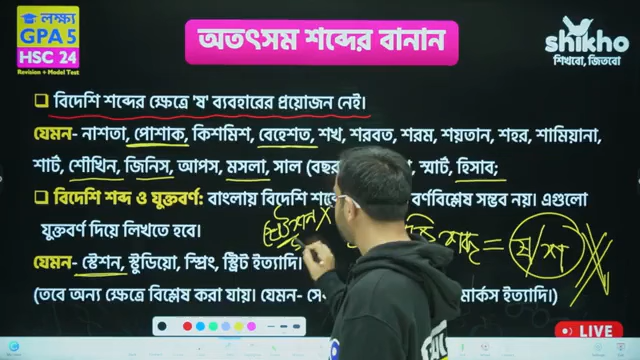 লক্ষ্য
GPA 5
HSC 24
Revision + Model Test
অতৎসম শব্দের বানান
shikho
শিখবো, জিতবো
বিদেশি শব্দের ক্ষেত্রে 'ষ' ব্যবহারের প্রয়োজন নেই।
যেমন- নাশতা, পোশাক, কিশমিশ, বেহেশত, শখ, শরবত, শরম, শয়তান, শহর, শামিয়ানা,
শার্ট, শৌখিন, জিনিস, আপস, মসলা, সাল (বছর স্মার্ট, হিসাব;
বিদেশি শব্দ ও যুক্তবর্ণ: বাংলায় বিদেশি বর্ণবিশ্লেষ সম্ভব নয়। এগুলো
যুক্তবর্ণ দিয়ে লিখতে হবে।
শব্দ = ষ/শ
যেমন- স্টেশন, স্টুডিয়ো, স্প্রিং, স্ট্রিট ইত্যাদি।
(তবে অন্য ক্ষেত্রে বিশ্লেষ করা যায়। যেমন- মার্কস ইত্যাদি।)
LIVE